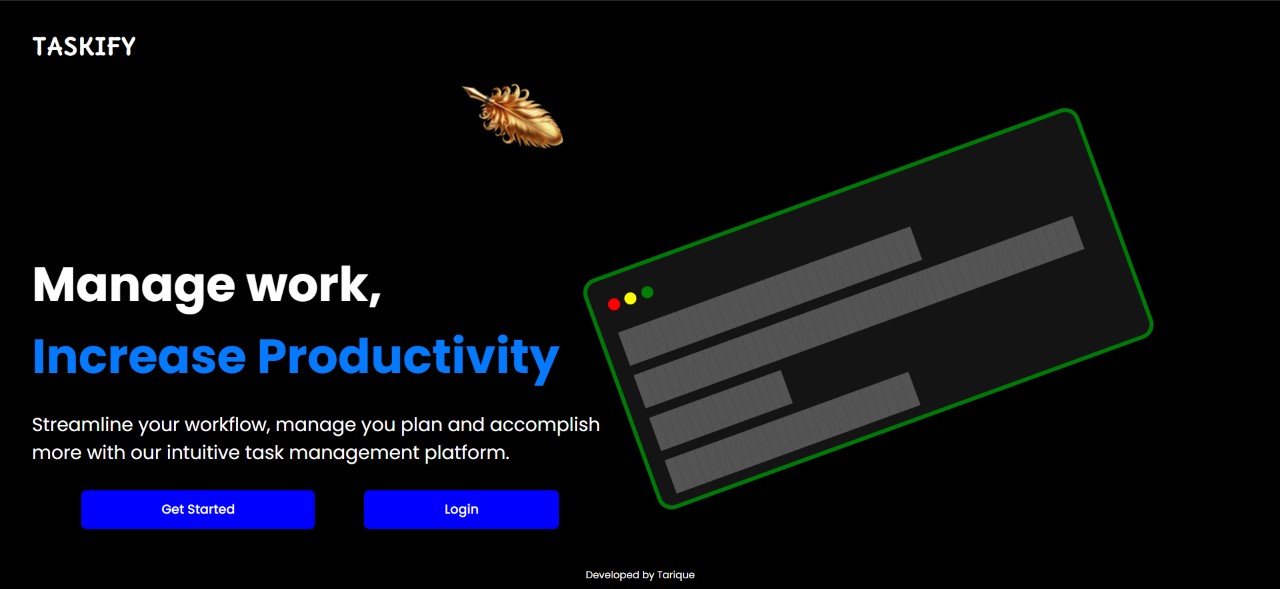 TASKIFY
Manage work,
Increase Productivity
Streamline your workflow, manage you plan and accomplish
more with our intuitive task management platform.
Get Started
Login
Developed by Tarique